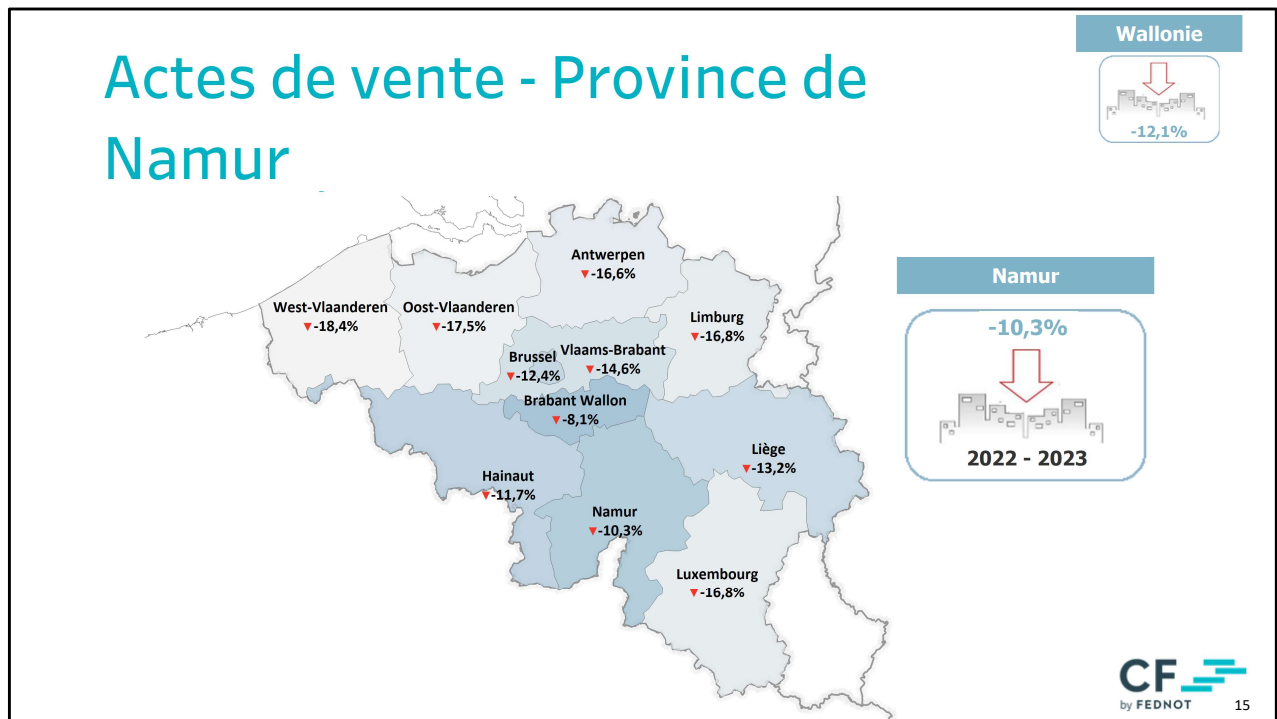 Wallonie
-12,1%
Actes de vente - Province de
Namur
Antwerpen
▼-16,6%
West-Vlaanderen
▼-18,4%
Oost-Vlaanderen
▼-17,5%
Limburg
▼-16,8%
Brussel
▼-12,4%
Vlaams-Brabant
▼-14,6%
Brabant Wallon
▼-8,1%
Liège
▼-13,2%
Hainaut
▼-11,7%
Namur
▼-10,3%
Luxembourg
▼-16,8%
Namur
-10,3%
2022 - 2023
CF
by FEDNOT
15